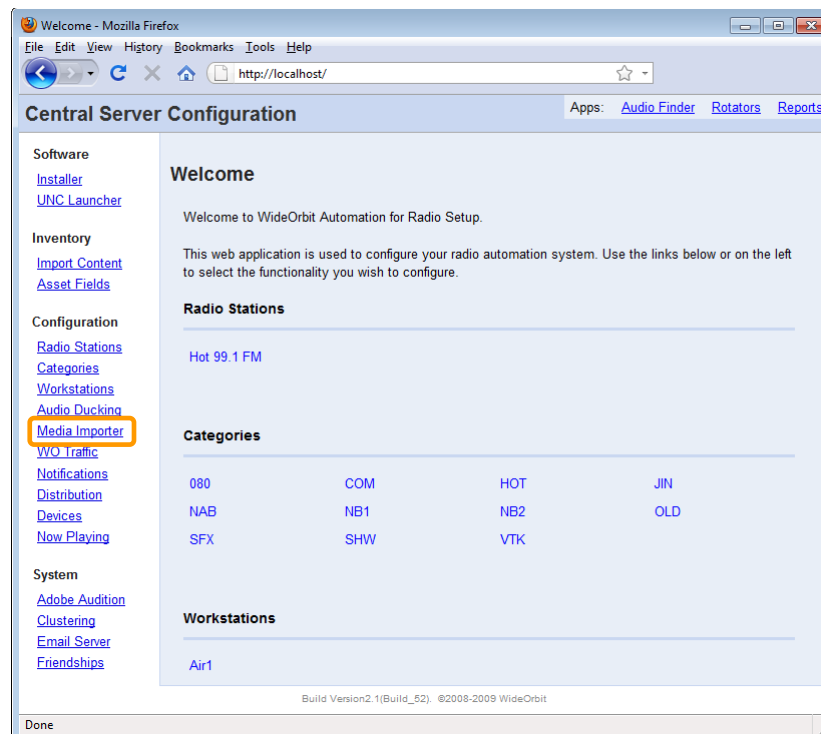 Welcome - Mozilla Firefox
File Edit View History Bookmarks Tools Help
http://localhost/
Central Server Configuration
Apps: Audio Finder Rotators Reports
Software
Installer
UNC Launcher
Inventory
Import Content
Asset Fields
Configuration
Radio Stations
Categories
Workstations
Audio Ducking
Media Importer
WO Traffic
Notifications
Distribution
Devices
Now Playing
System
Adobe Audition
Clustering
Email Server
Friendships
Welcome
Welcome to WideOrbit Automation for Radio Setup.
This web application is used to configure your radio automation system. Use the links below or on the left
to select the functionality you wish to configure.
Radio Stations
Hot 99.1 FM
Categories
080 COM HOT JIN
NAB NB1 NB2 OLD
SFX SHW VTK
Workstations
Air1
Build Version2.1(Build_52). ©2008-2009 WideOrbit
Done